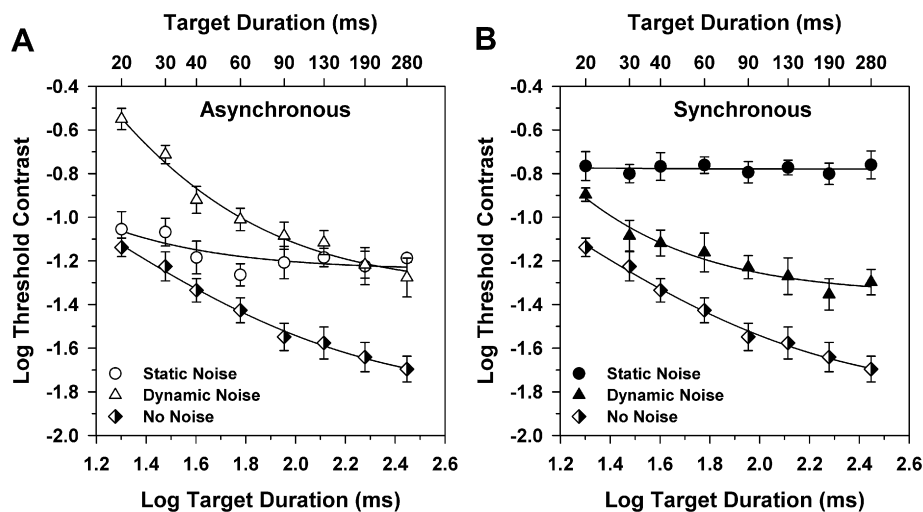 A
Target Duration (ms)
20 30 40 60 90 130 190 280
Asynchronous
Log Threshold Contrast
-0.4
-0.6
-0.8
-1.0
-1.2
-1.4
-1.6
-1.8
-2.0
Static Noise
Dynamic Noise
No Noise
1.2 1.4 1.6 1.8 2.0 2.2 2.4 2.6
Log Target Duration (ms)
B
Target Duration (ms)
20 30 40 60 90 130 190 280
Synchronous
Log Threshold Contrast
-0.4
-0.6
-0.8
-1.0
-1.2
-1.4
-1.6
-1.8
-2.0
Static Noise
Dynamic Noise
No Noise
1.2 1.4 1.6 1.8 2.0 2.2 2.4 2.6
Log Target Duration (ms)